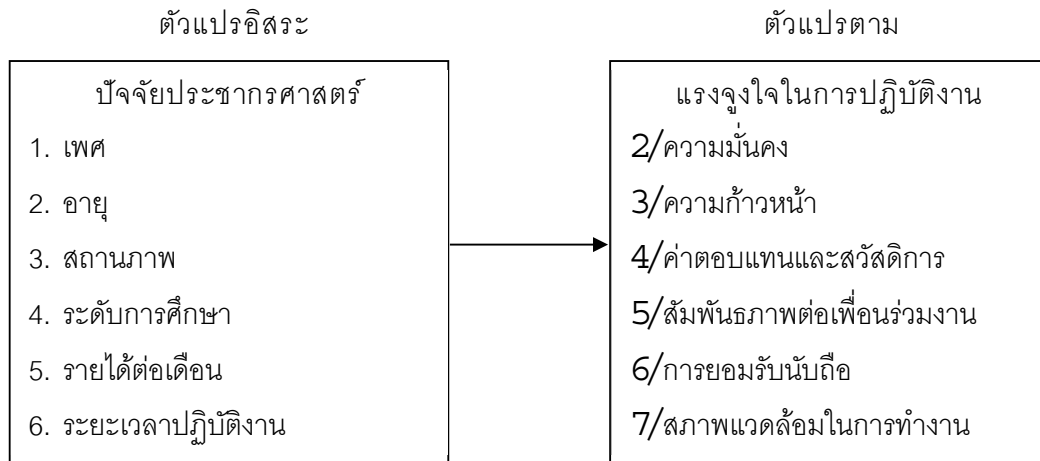 ตัวแปรอิสระ
ปัจจัยประชากรศาสตร์
1. เพศ
2. อายุ
3. สถานภาพ
4. ระดับการศึกษา
5. รายได้ต่อเดือน
6. ระยะเวลาปฏิบัติงาน
ตัวแปรตาม
แรงจูงใจในการปฏิบัติงาน
2/ความมั่นคง
3/ความก้าวหน้า
4/ค่าตอบแทนและสวัสดิการ
5/สัมพันธภาพต่อเพื่อนร่วมงาน
6/การยอมรับนับถือ
7/สภาพแวดล้อมในการทำงาน